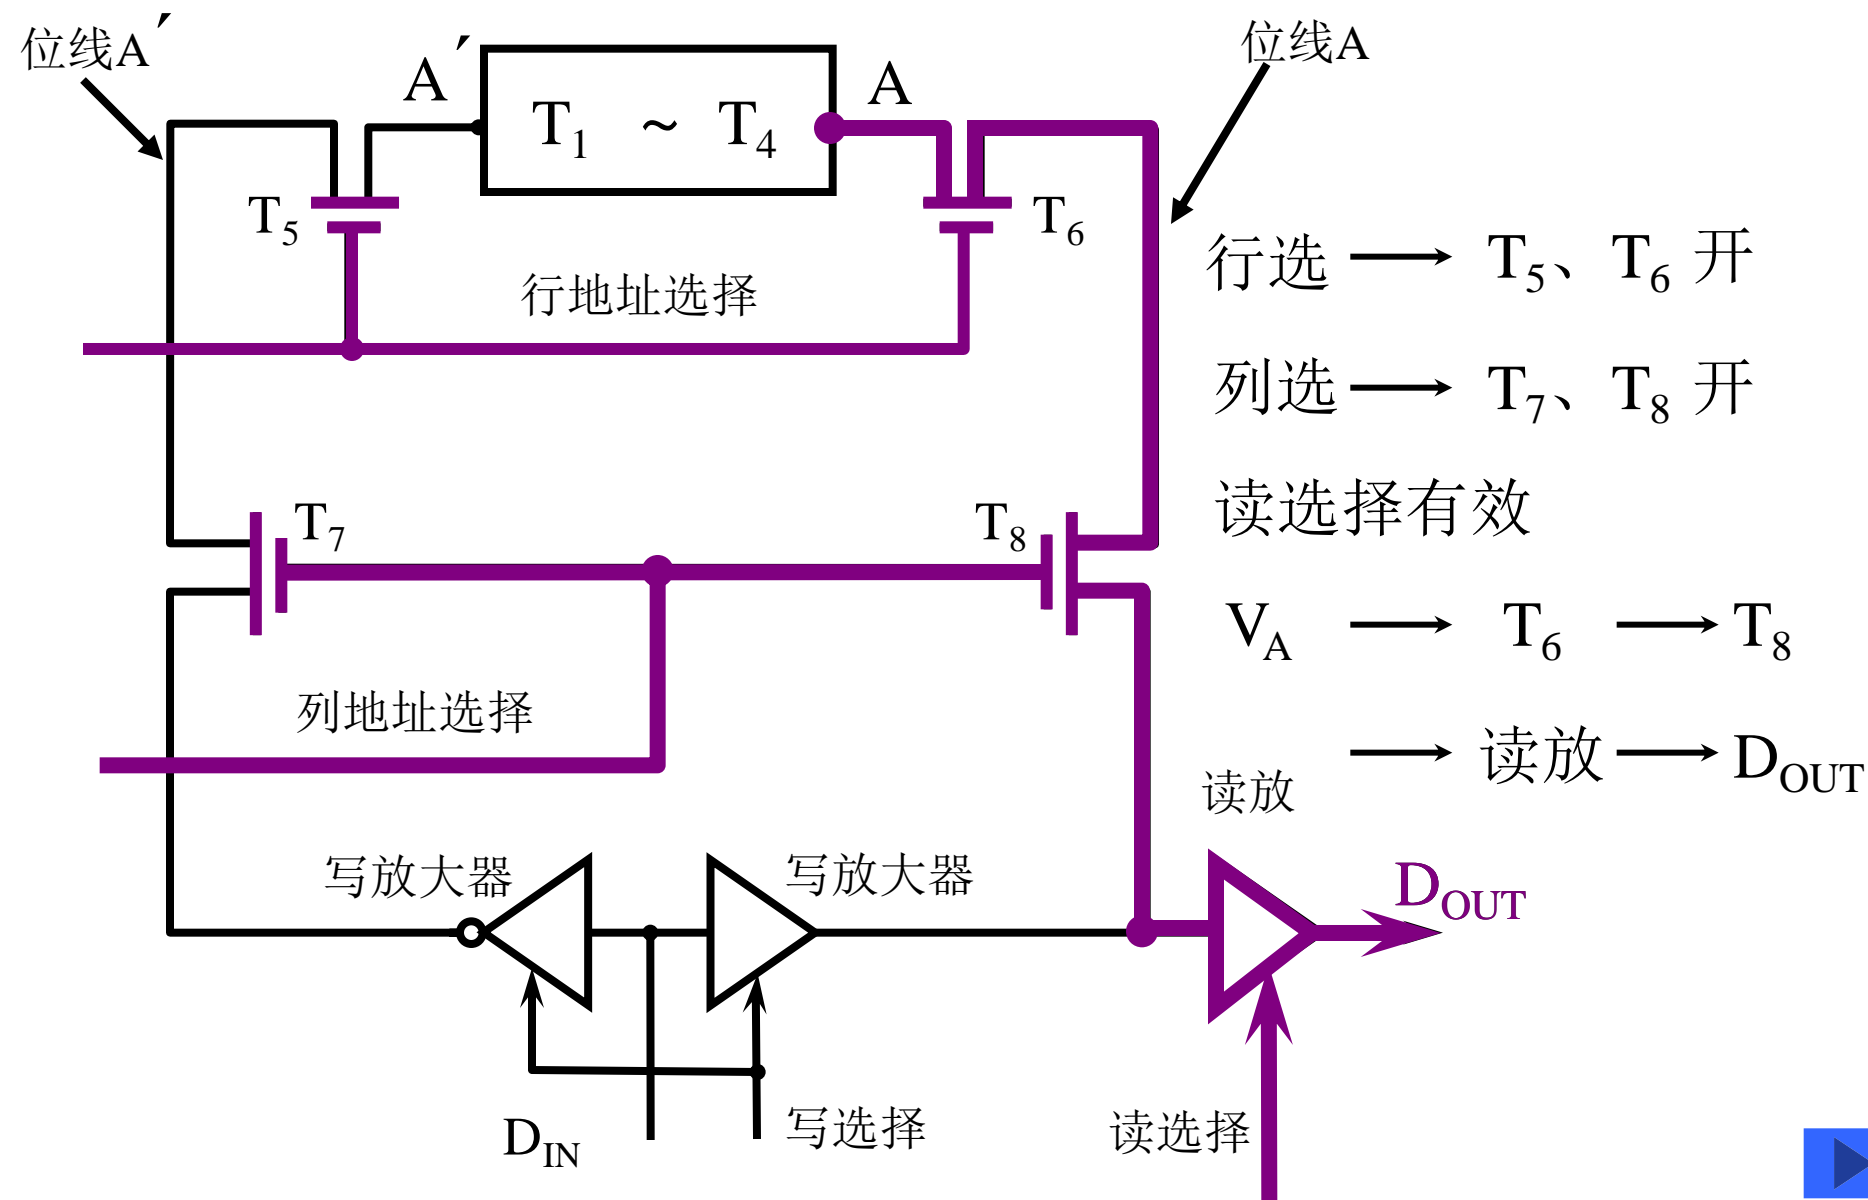 位线A′
A′
T1 ~ T4
A
位线A
T5
T6
行地址选择
行选 → T5、T6 开
列选 → T7、T8 开
读选择有效
T7
T8
VA → T6 → T8
列地址选择
→ 读放 → DOUT
读放
写放大器
写放大器
DOUT
DIN
写选择
读选择